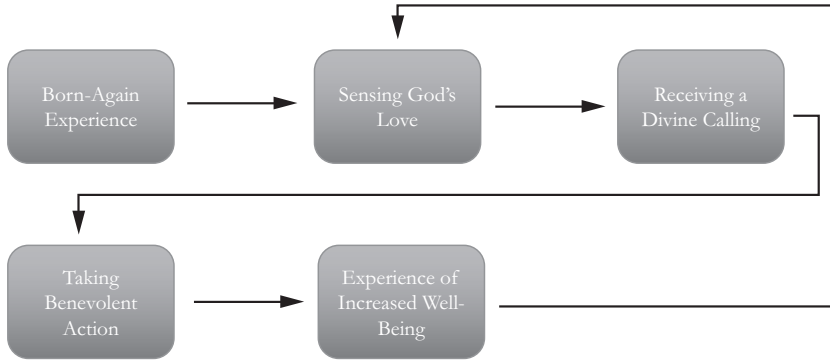 Born-Again
Experience
Sensing God's
Love
Receiving a
Divine Calling
Taking
Benevolent
Action
Experience of
Increased Well-
Being